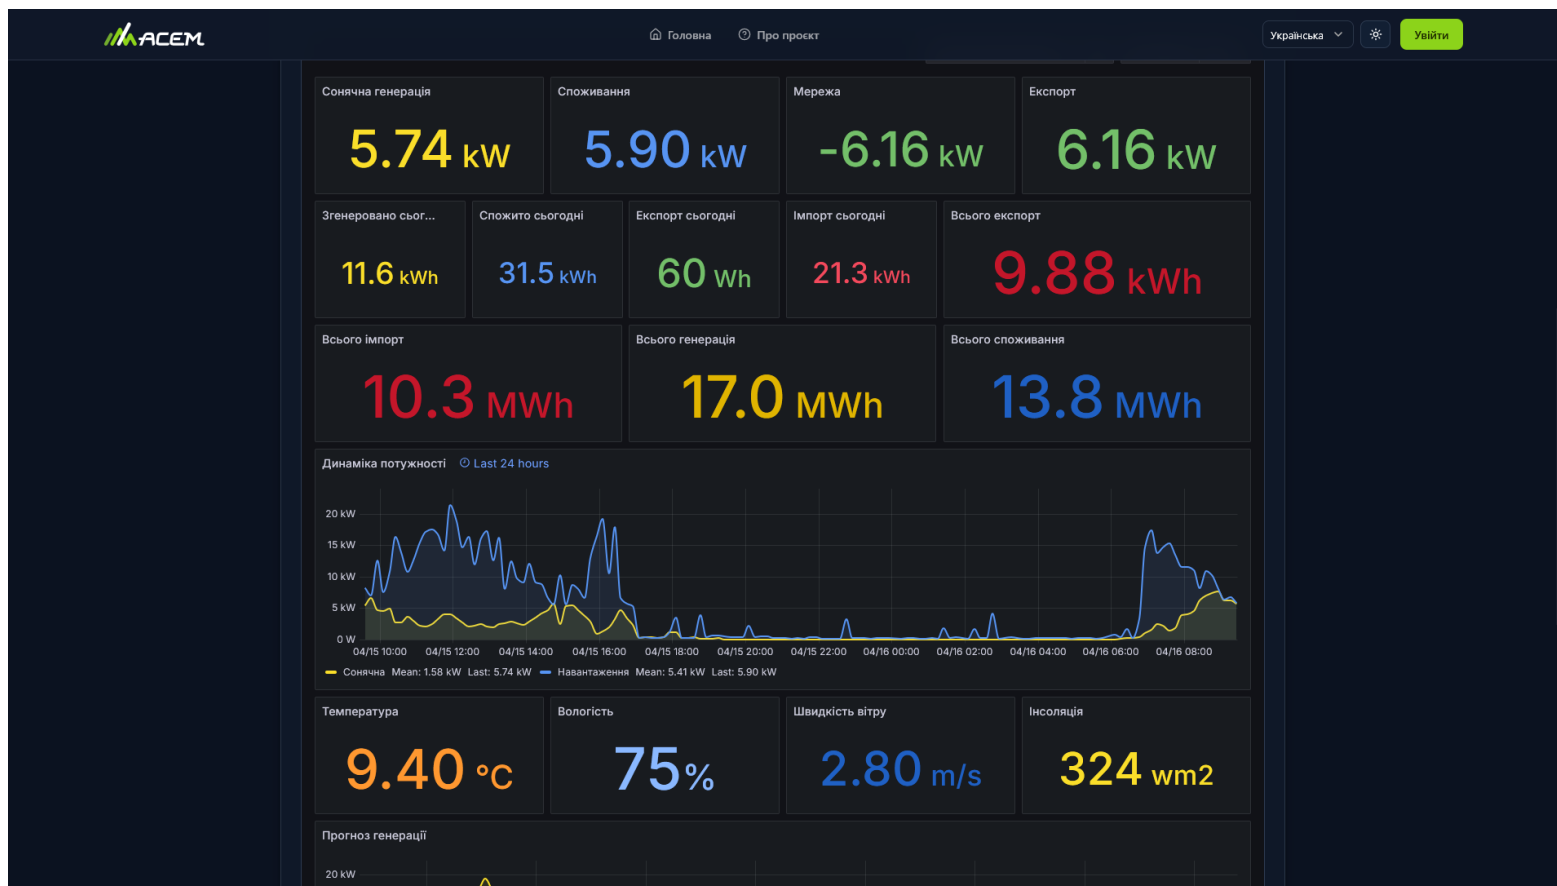 ACEM
Головна
Про проєкт
Українська
Увійти
Сонячна генерація
Споживання
Мережа
Експорт
5.74 kW
5.90 kW
-6.16 kW
6.16 kW
Згенеровано сьог...
Спожито сьогодні
Експорт сьогодні
Імпорт сьогодні
Всього експорт
11.6 kWh
31.5 kWh
60 Wh
21.3 kWh
9.88 kWh
Всього імпорт
Всього генерація
Всього споживання
10.3 MWh
17.0 MWh
13.8 MWh
Динаміка потужності Last 24 hours
20 kW
15 kW
10 kW
5 kW
0 W
04/15 10:00 04/15 12:00 04/15 14:00 04/15 16:00 04/15 18:00 04/15 20:00 04/15 22:00 04/16 00:00 04/16 02:00 04/16 04:00 04/16 06:00 04/16 08:00
Сонячна Mean: 1.58 kW Last: 5.74 kW Навантаження Mean: 5.41 kW Last: 5.90 kW
Температура
Вологість
Швидкість вітру
Інсоляція
9.40 °C
75%
2.80 m/s
324 wm2
Прогноз генерації
20 kW